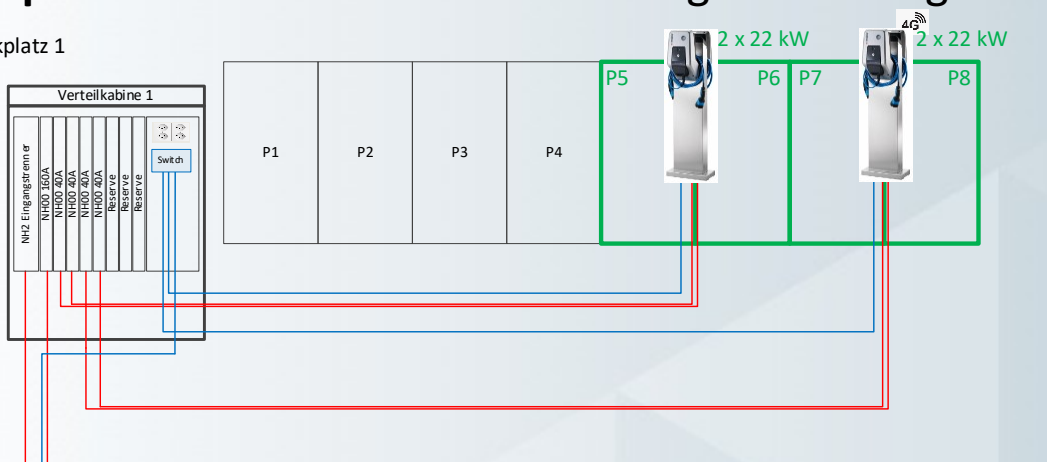 kplatz 1
4G
2 x 22 kW
2 x 22 kW
Verteilkabine 1
P5
P6
P7
P8
NH2 Eingangstrenner
NH00 160A
NH00 40A
NH00 40A
NH00 40A
NH00 40A
Reserve
Reserve
Reserve
Switch
P1
P2
P3
P4